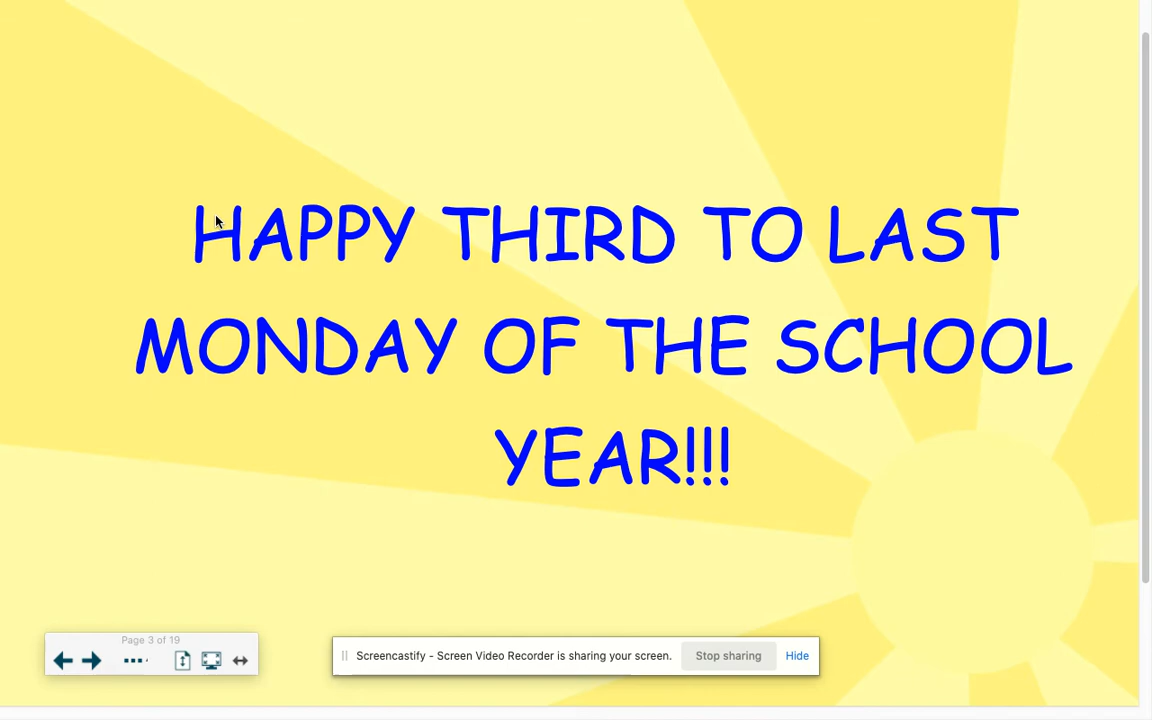 HAPPY THIRD TO LAST
MONDAY OF THE SCHOOL
YEAR!!!
Page 3 of 19
Screencastify - Screen Video Recorder is sharing your screen. Stop sharing Hide